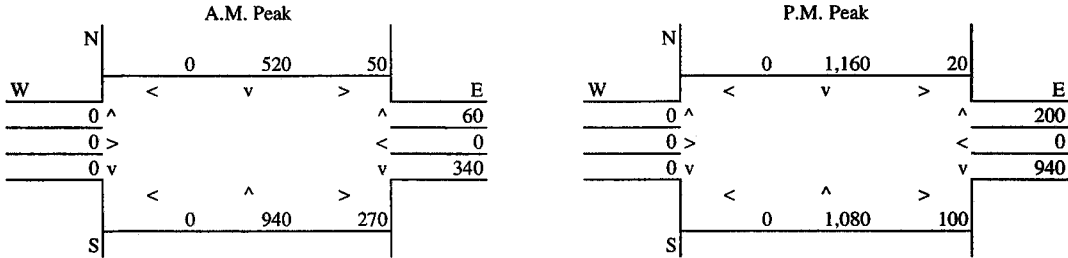 A.M. Peak
N
0 520 50
W < v > E
0 ^ ^ 60
0 > < 0
0 v v 340
< ^ >
0 940 270
S
P.M. Peak
N
0 1,160 20
W < v > E
0 ^ ^ 200
0 > < 0
0 v v 940
< ^ >
0 1,080 100
S